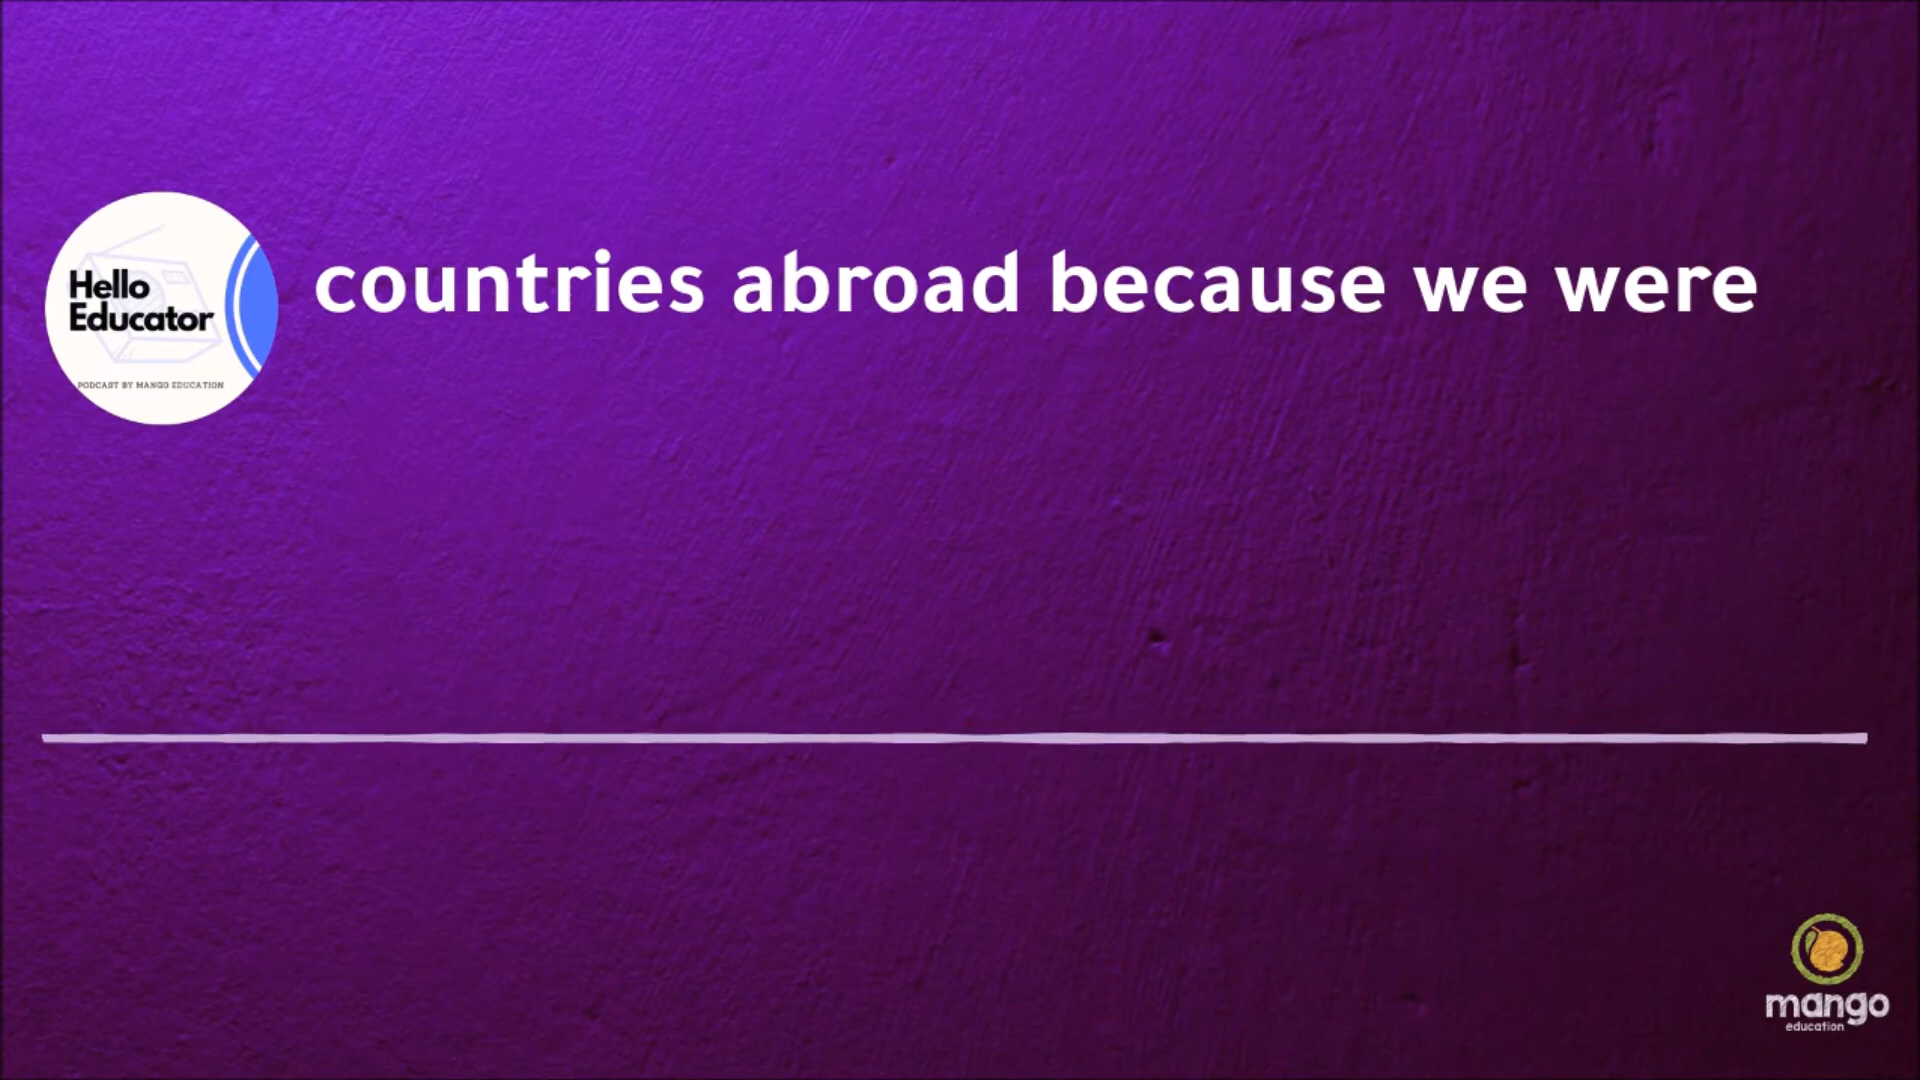 countries abroad because we were
Hello
Educator
PODCAST BY MANGO EDUCATION
mango
education